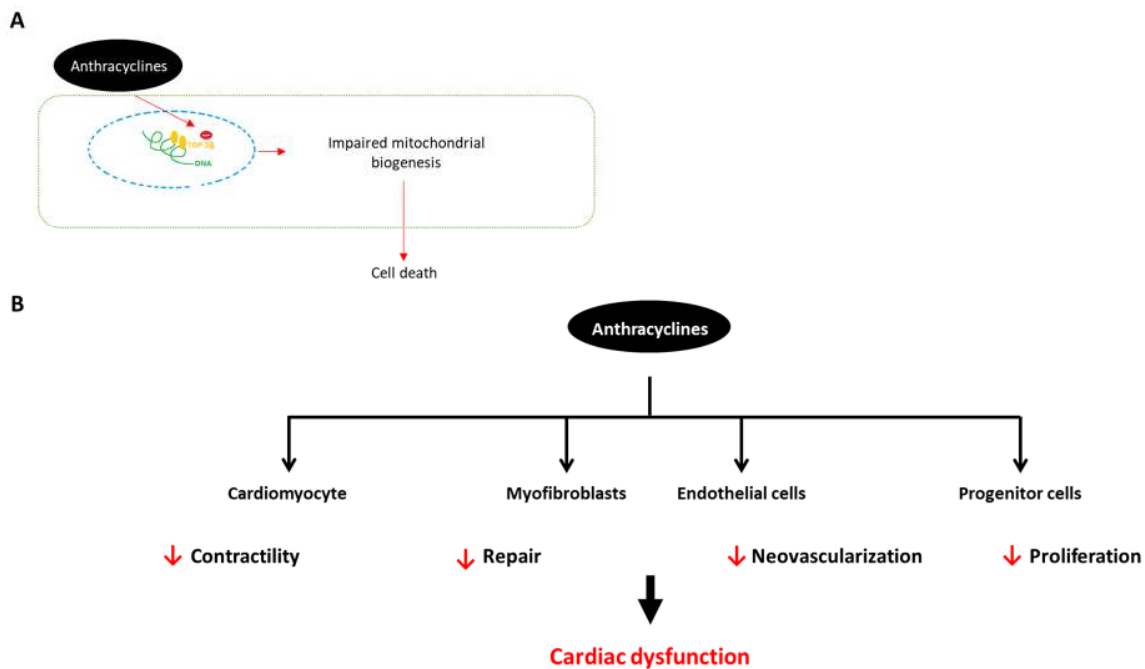 A
Anthracyclines
TOP 2β
DNA
Impaired mitochondrial
biogenesis
Cell death
B
Anthracyclines
Cardiomyocyte
Myofibroblasts
Endothelial cells
Progenitor cells
↓ Contractility
↓ Repair
↓ Neovascularization
↓ Proliferation
Cardiac dysfunction